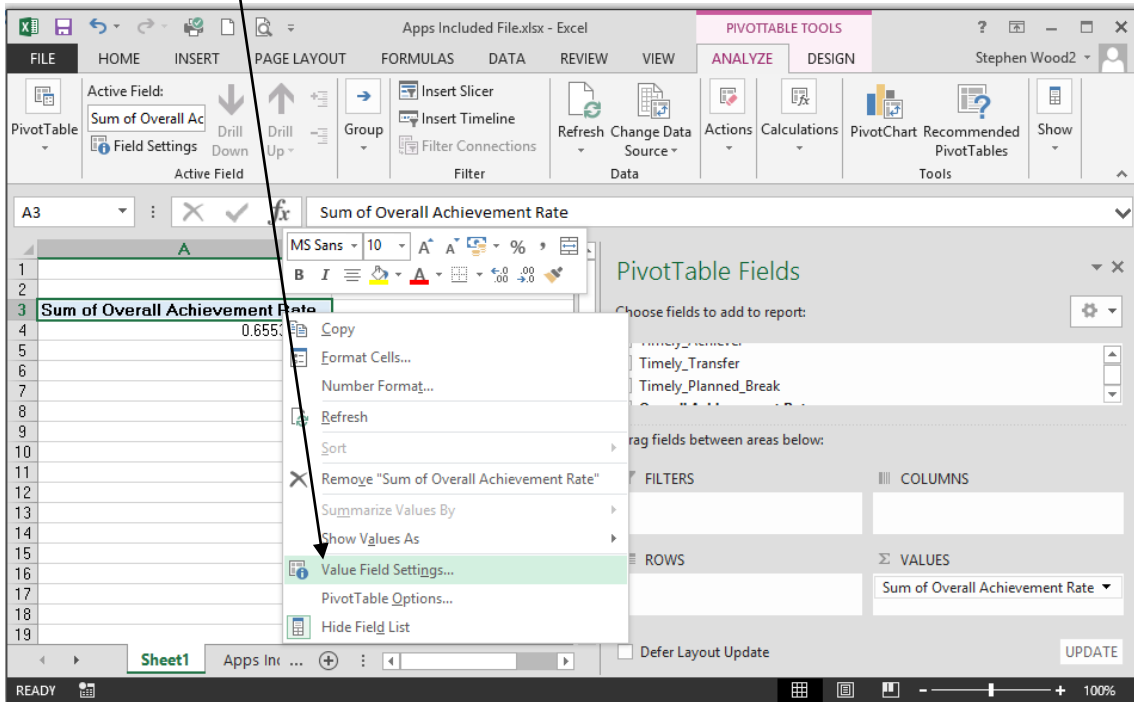 Apps Included File.xlsx - Excel
PIVOTTABLE TOOLS
?
FILE HOME INSERT PAGE LAYOUT FORMULAS DATA REVIEW VIEW ANALYZE DESIGN Stephen Wood2
PivotTable
Active Field:
Sum of Overall Ac
Field Settings
Drill Down
Drill Up
Active Field
Group
Insert Slicer
Insert Timeline
Filter Connections
Filter
Refresh
Change Data Source
Data
Actions
Calculations
PivotChart
Recommended PivotTables
Tools
Show
A3 fx Sum of Overall Achievement Rate
MS Sans 10 A A % ,
B I A .00 .00
A
1
2
3 Sum of Overall Achievement Rate
4 0.6553
5
6
7
8
9
10
11
12
13
14
15
16
17
18
19
Copy
Format Cells...
Number Format...
Refresh
Sort
Remove "Sum of Overall Achievement Rate"
Summarize Values By
Show Values As
Value Field Settings...
PivotTable Options...
Hide Field List
PivotTable Fields
Choose fields to add to report:
Timely_Achiever
Timely_Transfer
Timely_Planned_Break
rag fields between areas below:
FILTERS
COLUMNS
ROWS
Σ VALUES
Sum of Overall Achievement Rate
Defer Layout Update
UPDATE
Sheet1 Apps Inc ...
READY
100%